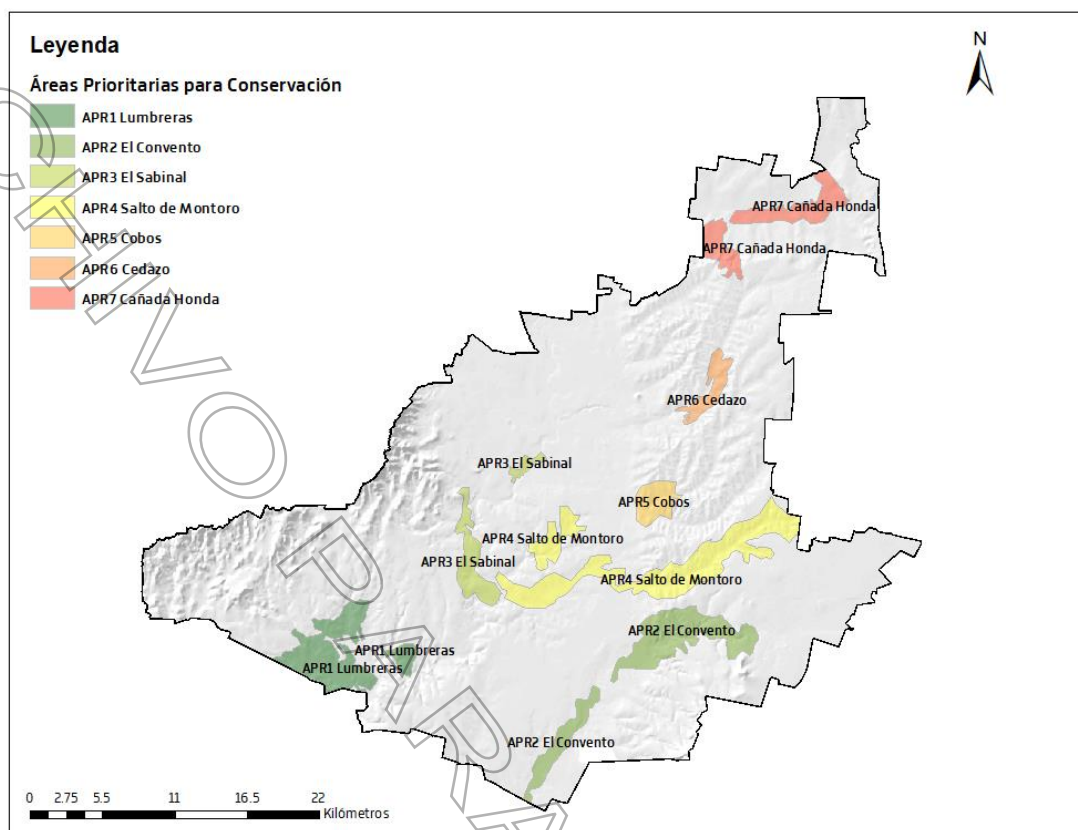 Leyenda
Áreas Prioritarias para Conservación
APR1 Lumbreras
APR2 El Convento
APR3 El Sabinal
APR4 Salto de Montoro
APR5 Cobos
APR6 Cedazo
APR7 Cañada Honda
N
APR7 Cañada Honda
APR7 Cañada Honda
APR6 Cedazo
APR3 El Sabinal
APR5 Cobos
APR4 Salto de Montoro
APR3 El Sabinal
APR4 Salto de Montoro
APR2 El Convento
APR1 Lumbreras
APR1 Lumbreras
APR2 El Convento
0 2.75 5.5 11 16.5 22
Kilómetros
CHIVO PARA